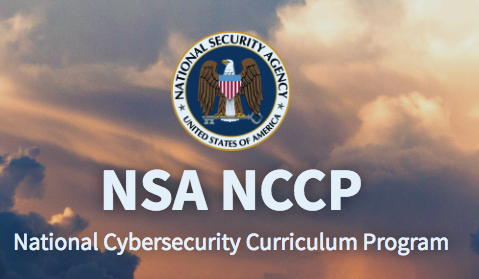 NATIONAL SECURITY AGENCY
UNITED STATES OF AMERICA
NSA NCCP
National Cybersecurity Curriculum Program